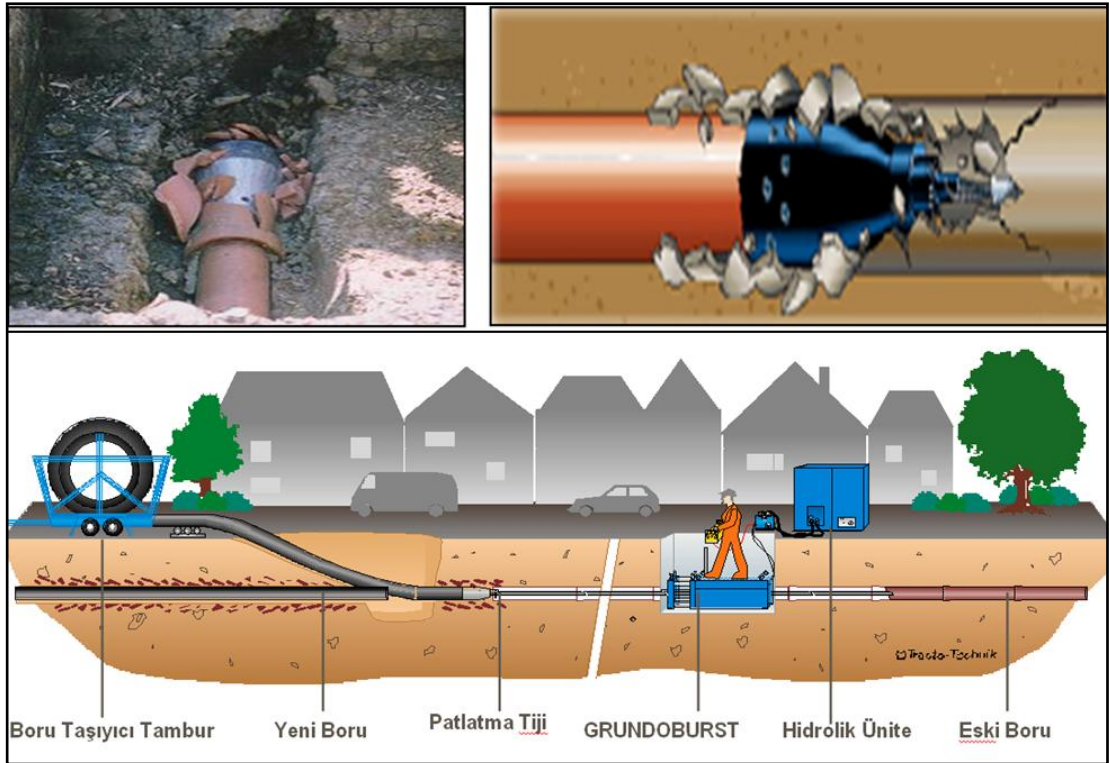 ©Tracto-Technik
Boru Taşıyıcı Tambur
Yeni Boru
Patlatma Tiji
GRUNDOBURST
Hidrolik Ünite
Eski Boru